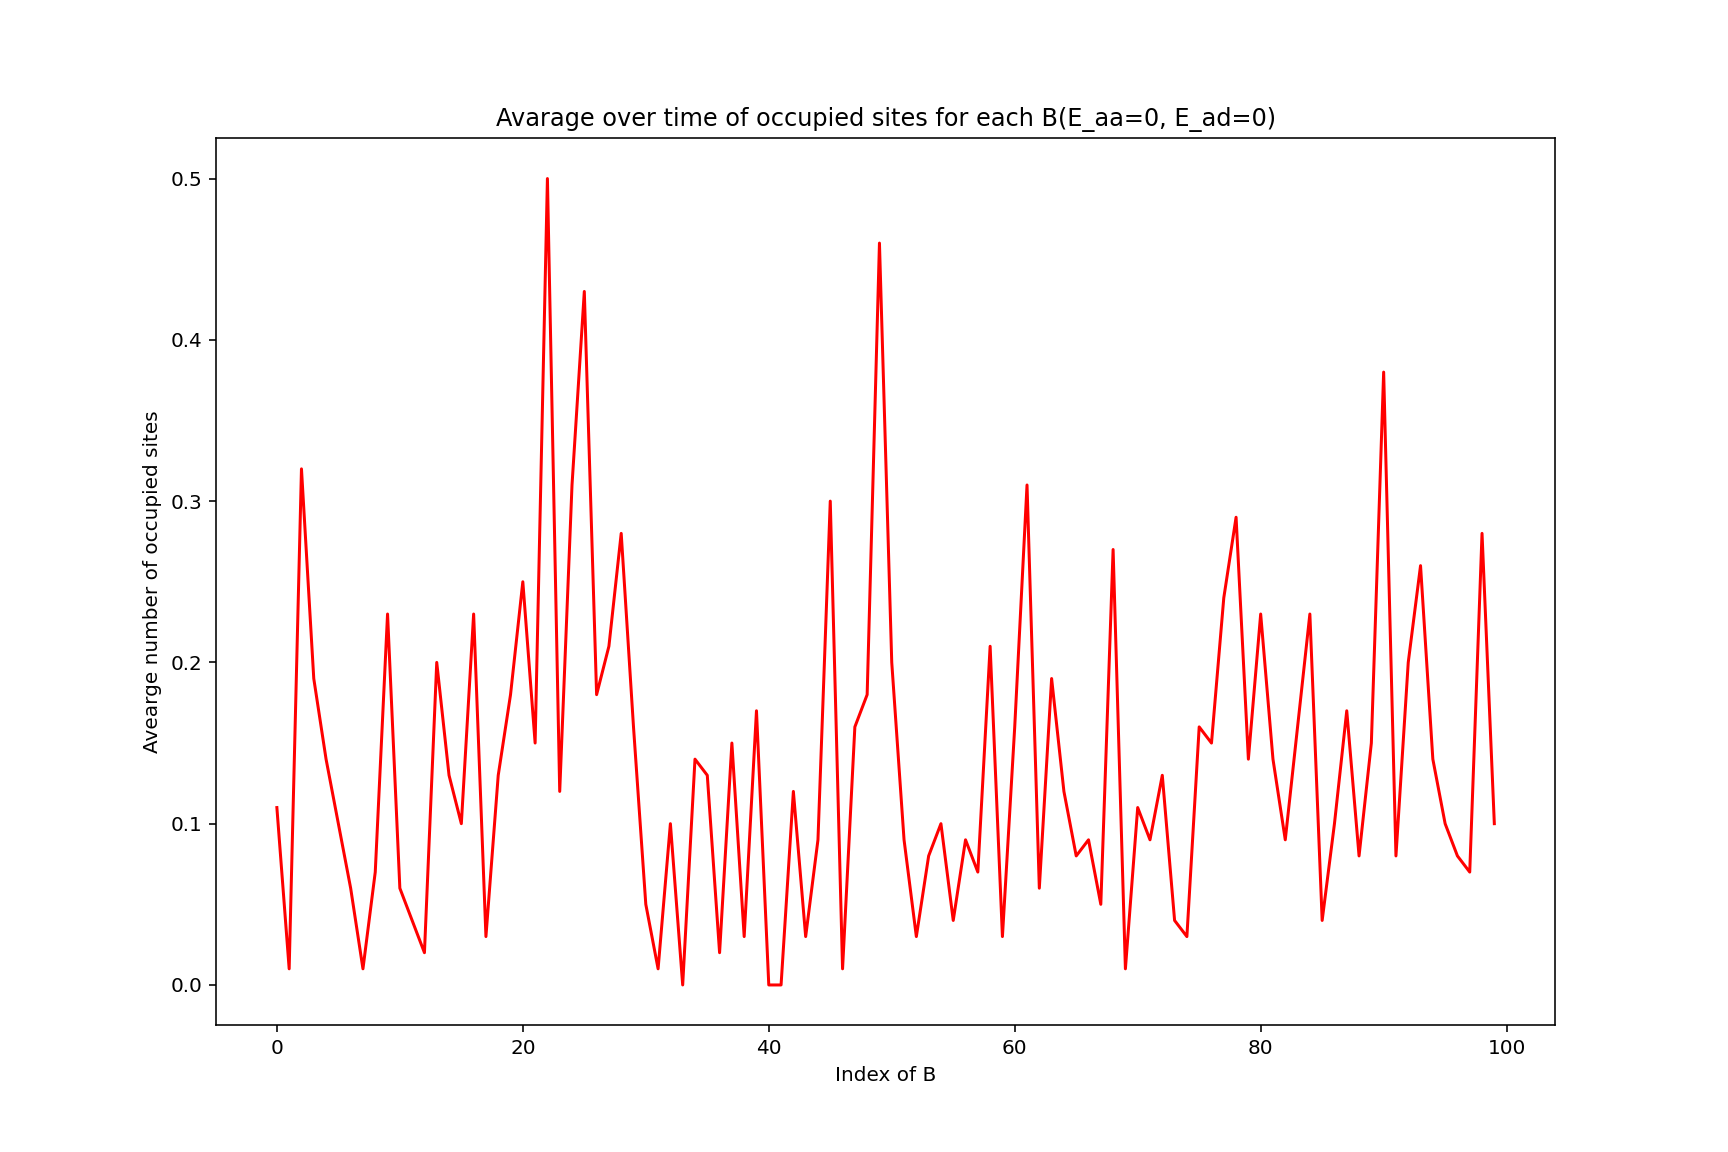 Avarage over time of occupied sites for each B(E_aa=0, E_ad=0)
0.5
0.4
0.3
0.2
0.1
0.0
Avearge number of occupied sites
0 20 40 60 80 100
Index of B